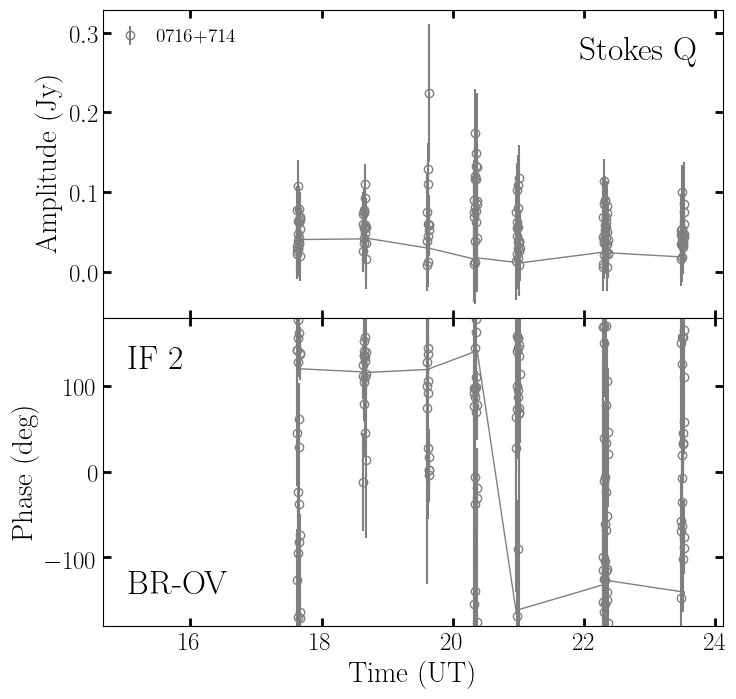 0716+714
Stokes Q
0.3
0.2
0.1
0.0
Amplitude (Jy)
IF 2
100
0
−100
Phase (deg)
BR-OV
16 18 20 22 24
Time (UT)